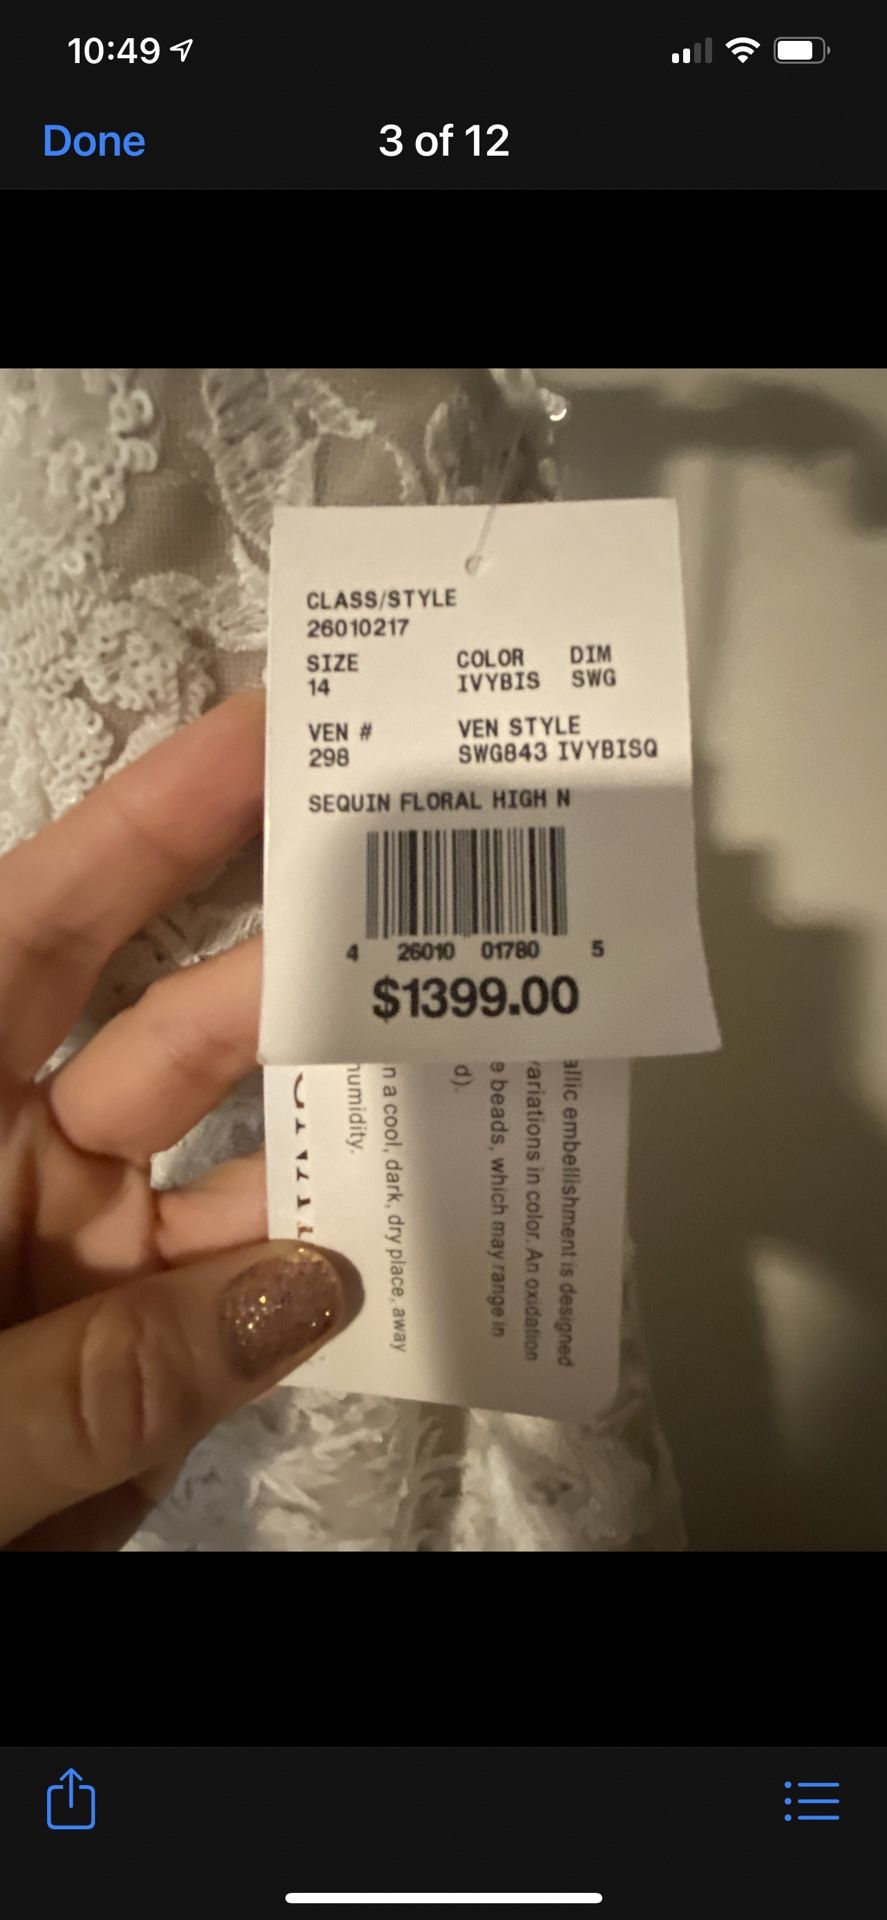 10:49
Done
3 of 12
CLASS/STYLE
26010217
SIZE COLOR DIM
14 IVYBIS SWG
VEN # VEN STYLE
298 SWG843 IVYBISQ
SEQUIN FLORAL HIGH N
4 26010 01780 5
$1399.00
allic embellishment is designed
ariations in color. An oxidation
e beads, which may range in
d).
n a cool, dark, dry place, away
humidity.